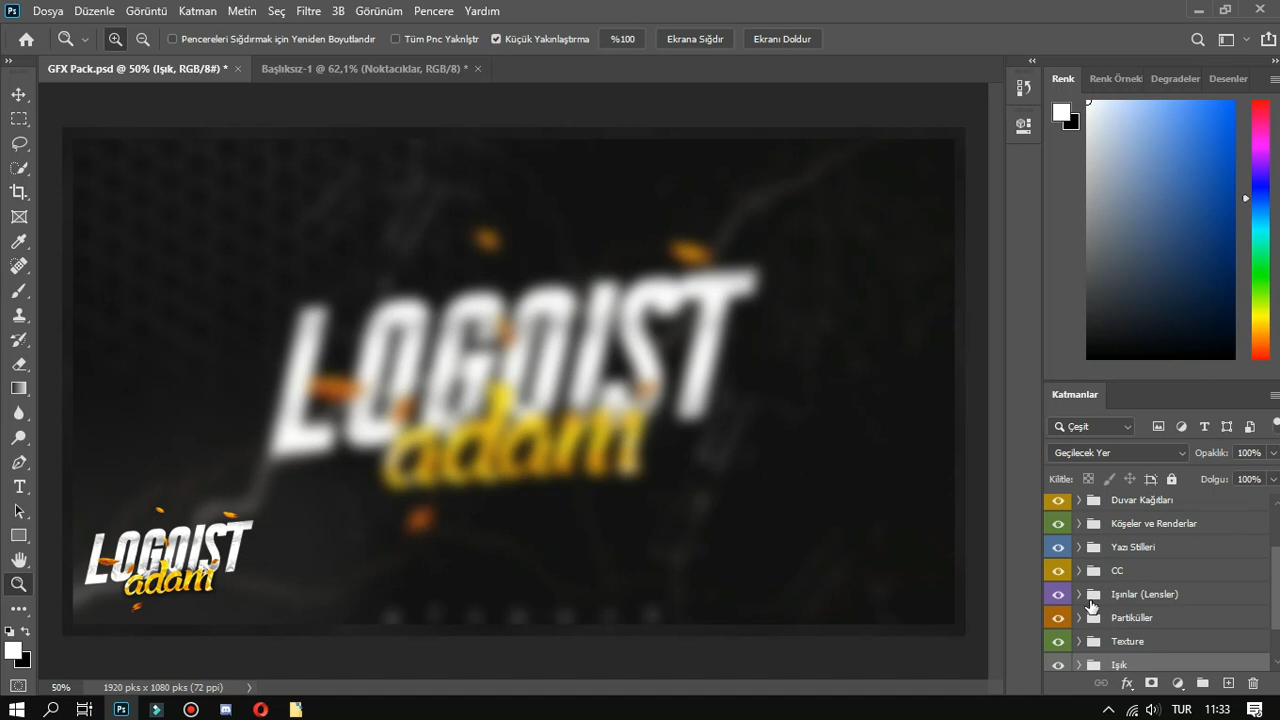 Dosya Düzenle Görüntü Katman Metin Seç Filtre 3B Görünüm Pencere Yardım
Pencereleri Sığdırmak için Yeniden Boyutlandır Tüm Pnc Yaknlştr Küçük Yakınlaştırma %100 Ekrana Sığdır Ekranı Doldur
GFX Pack.psd @ 50% (Işık, RGB/8#) * Başlıksız-1 @ 62,1% (Noktacıklar, RGB/8) *
Renk Renk Örnekl Degradeler Desenler
LOGOIST
adam
LOGOIST
adam
Katmanlar
Çeşit
Geçilecek Yer Opaklık: 100%
Kilitle: Dolgu: 100%
Duvar Kağıtları
Köşeler ve Renderlar
Yazı Stilleri
CC
Işınlar (Lensler)
Partiküller
Texture
Işık
50% 1920 pks x 1080 pks (72 ppi)
TUR 11:33